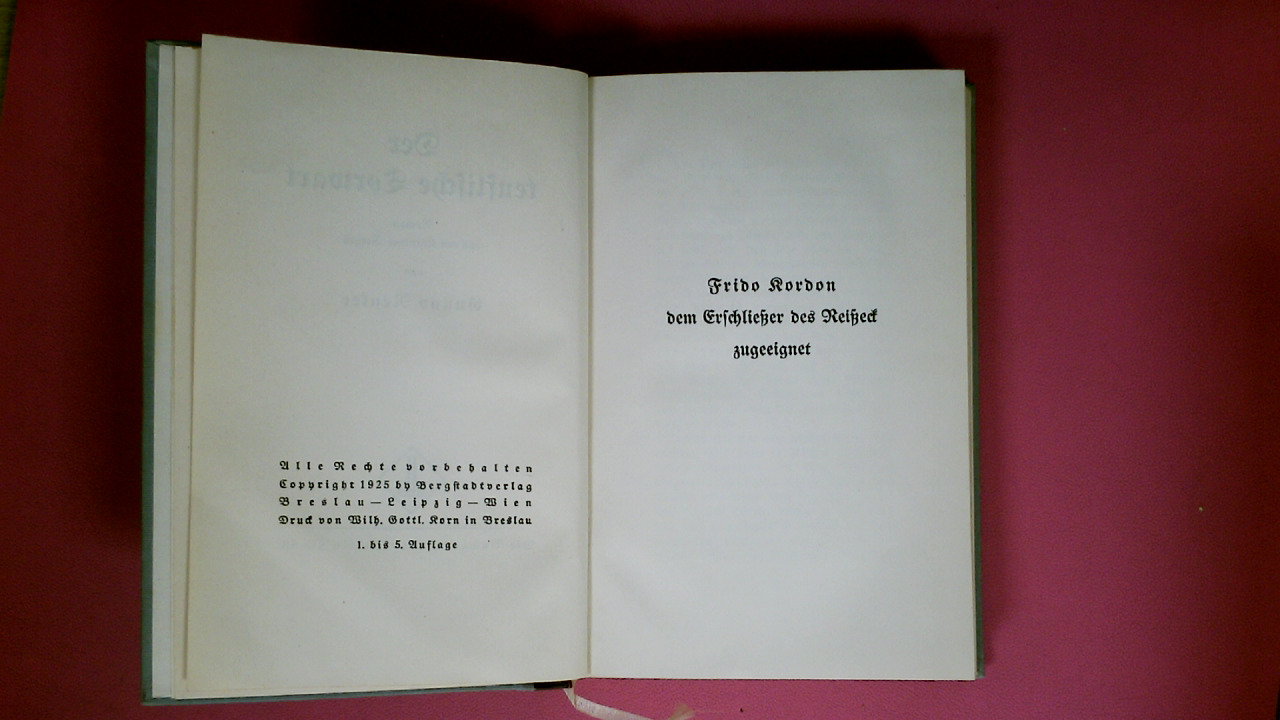 Alle Rechte vorbehalten
Copyright 1925 by Bergstadtverlag
Breslau — Leipzig — Wien
Druck von Wilh. Gottl. Korn in Breslau
1. bis 5. Auflage
Frido Kordon
dem Erschließer des Reißeck
zugeeignet